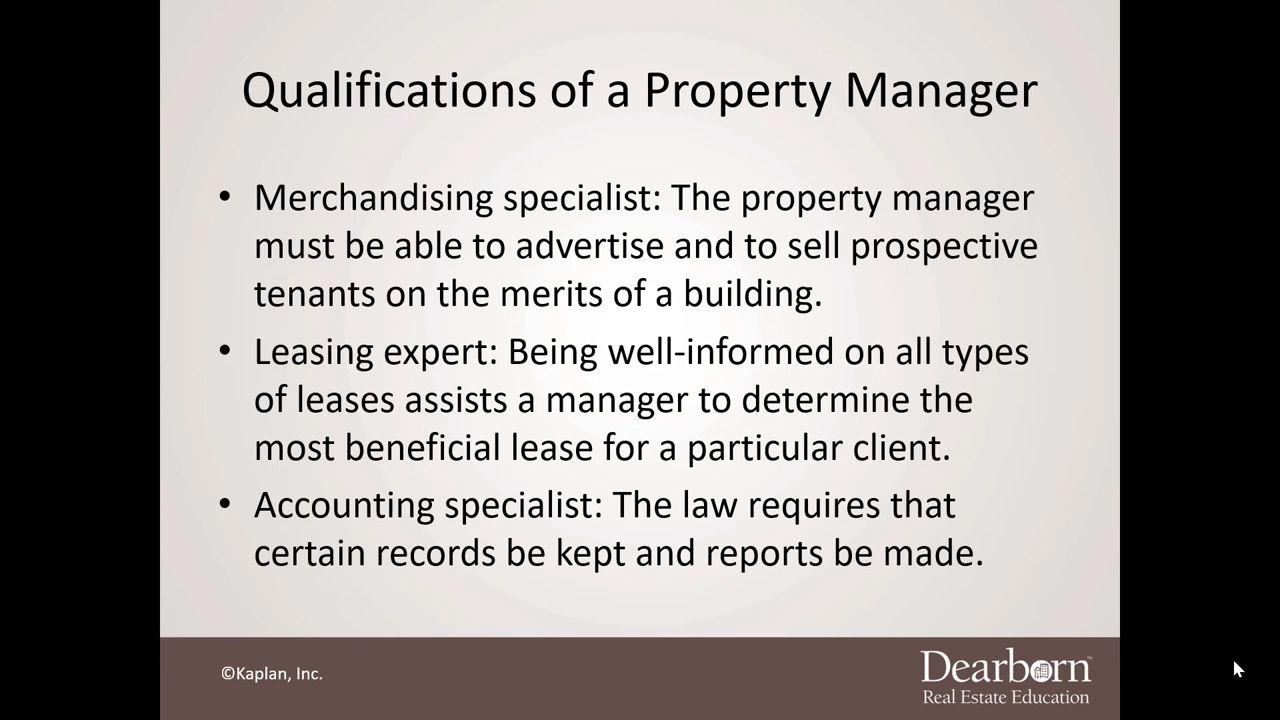 Qualifications of a Property Manager
• Merchandising specialist: The property manager
must be able to advertise and to sell prospective
tenants on the merits of a building.
• Leasing expert: Being well-informed on all types
of leases assists a manager to determine the
most beneficial lease for a particular client.
• Accounting specialist: The law requires that
certain records be kept and reports be made.
©Kaplan, Inc.
Dearborn™
Real Estate Education